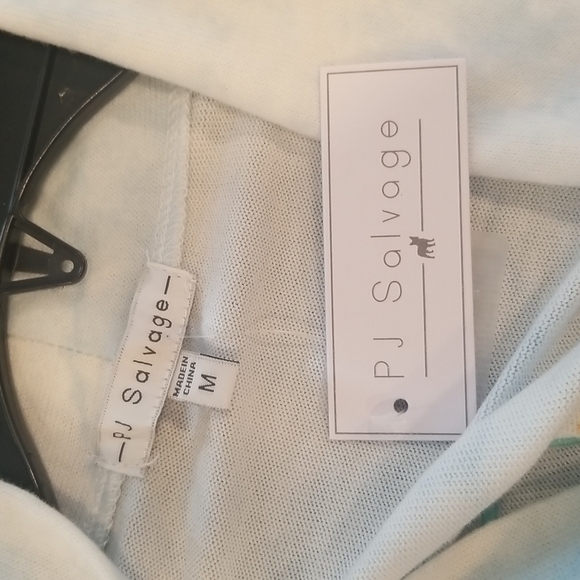 PJ Salvage
—PJ Salvage—
MADE IN
CHINA
M